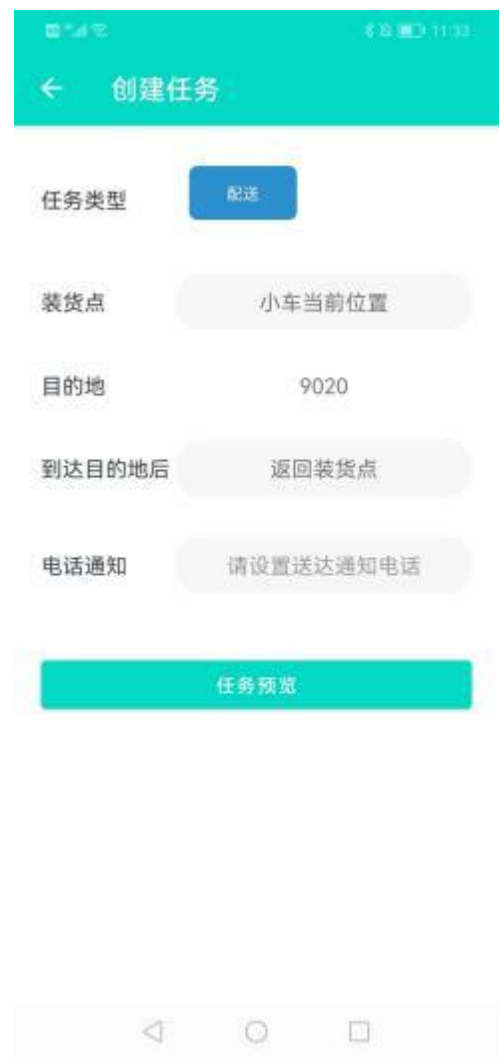 11:33
创建任务
任务类型
配送
装货点
小车当前位置
目的地
9020
到达目的地后
返回装货点
电话通知
请设置送达通知电话
任务预览